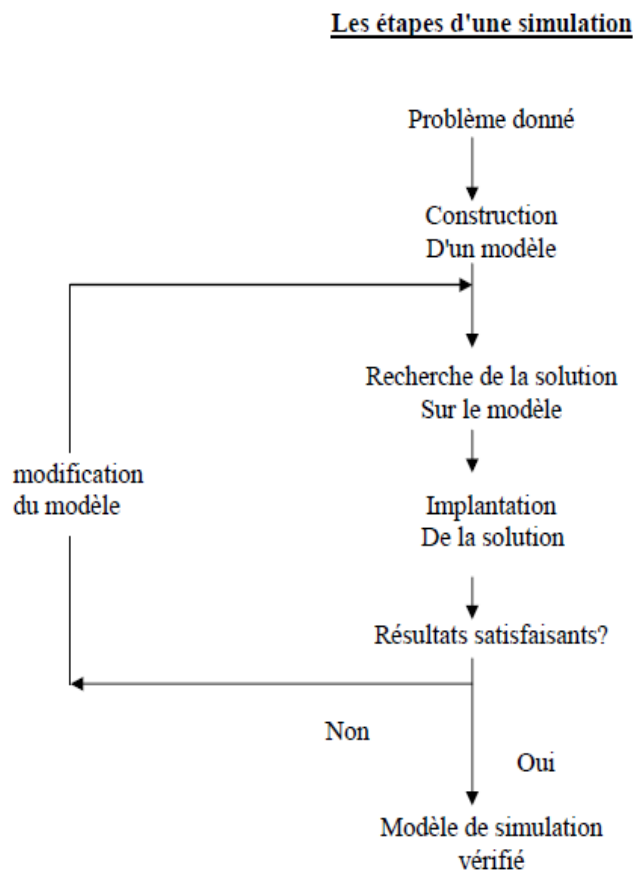 Les étapes d'une simulation
Problème donné
Construction
D'un modèle
Recherche de la solution
Sur le modèle
modification
du modèle
Implantation
De la solution
Résultats satisfaisants?
Non
Oui
Modèle de simulation
vérifié